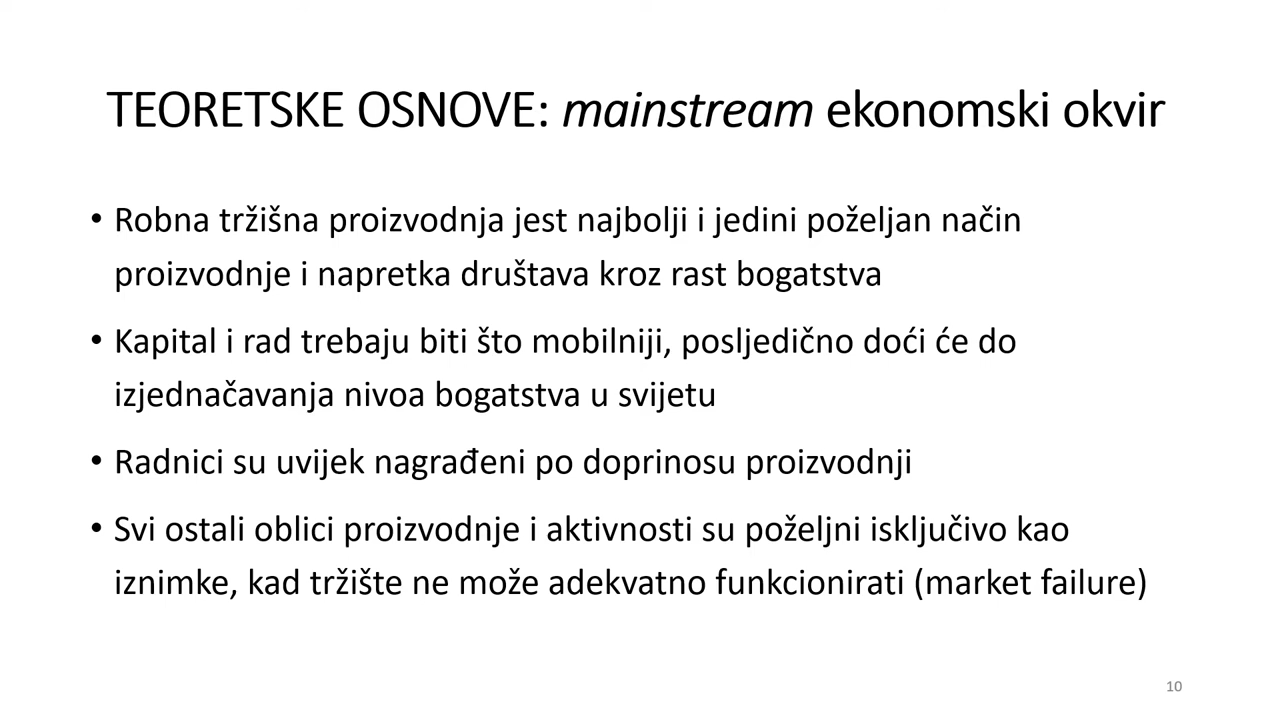 TEORETSKE OSNOVE: mainstream ekonomski okvir
• Robna tržišna proizvodnja jest najbolji i jedini poželjan način
proizvodnje i napretka društava kroz rast bogatstva
• Kapital i rad trebaju biti što mobilniji, posljedično doći će do
izjednačavanja nivoa bogatstva u svijetu
• Radnici su uvijek nagrađeni po doprinosu proizvodnji
• Svi ostali oblici proizvodnje i aktivnosti su poželjni isključivo kao
iznimke, kad tržište ne može adekvatno funkcionirati (market failure)
10